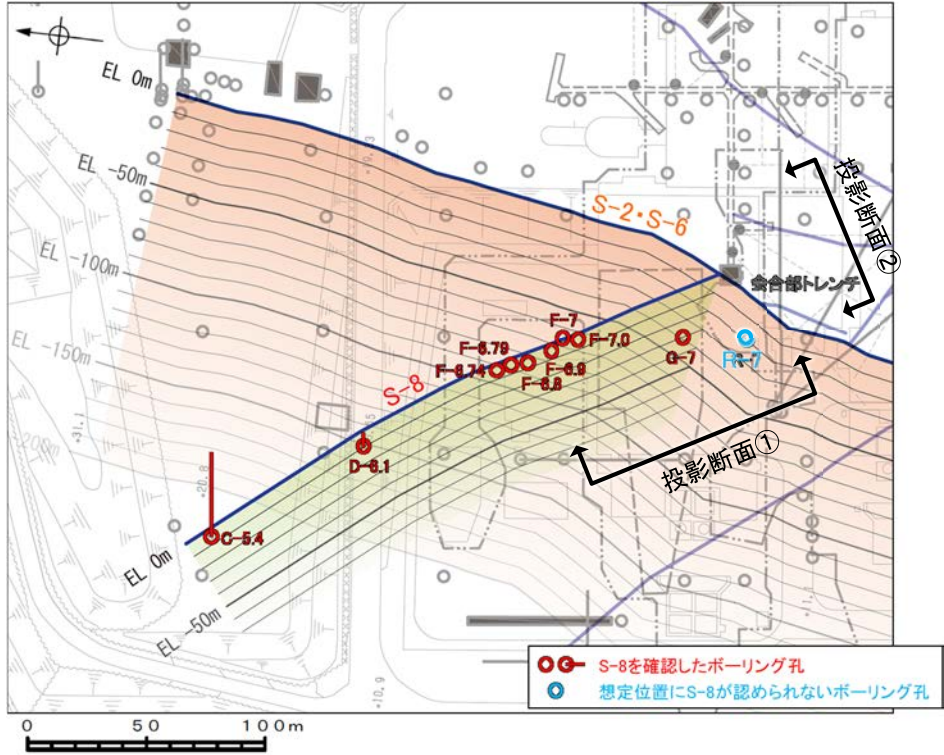 EL 0m
EL -50m
EL -100m
EL -150m
S-2・S-6
投影断面②
会合部トレンチ
F-7
F-7.0
G-7
R-7
F-6.79
F-6.74
F-6.9
F-6.8
S-8
投影断面①
D-6.1
C-5.4
EL 0m
EL -50m
S-8を確認したボーリング孔
想定位置にS-8が認められないボーリング孔
0 50 100m